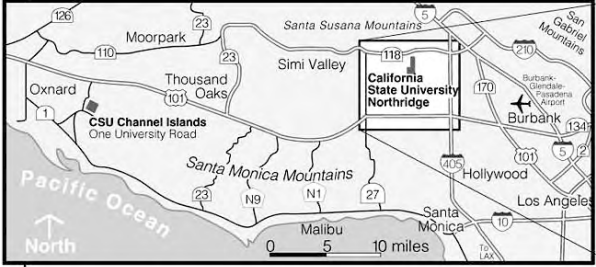 126
23
Santa Susana Mountains
5
San
Gabriel
Mountains
Moorpark
110
23
118
210
Simi Valley
California
State University
Northridge
Thousand
Oaks
101
Oxnard
170
Burbank-
Glendale-
Pasadena
Airport
Burbank
1
CSU Channel Islands
One University Road
134
5
2
101
405
Hollywood
Santa Monica Mountains
Pacific Ocean
23
N9
N1
27
Los Angeles
Santa
Monica
10
Malibu
North
0 5 10 miles
To
LAX